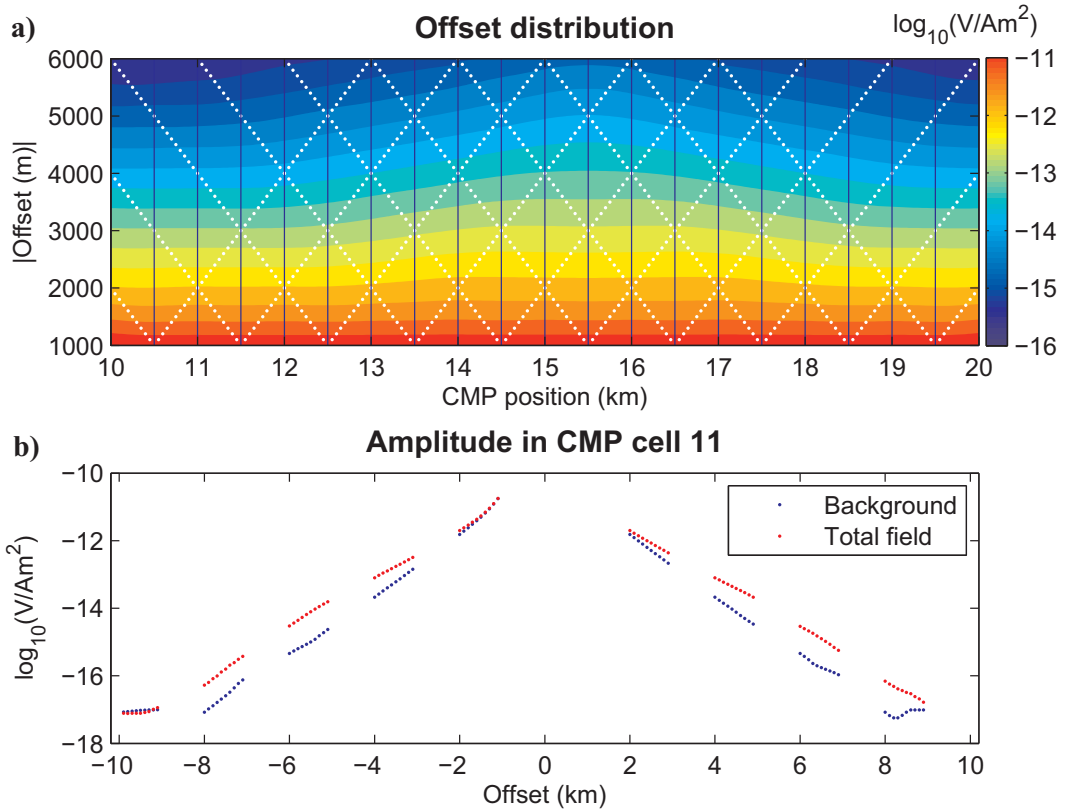 a)
Offset distribution
log10(V/Am2)
6000
5000
4000
3000
2000
1000
|Offset (m)|
10 11 12 13 14 15 16 17 18 19 20
CMP position (km)
−11
−12
−13
−14
−15
−16
b)
Amplitude in CMP cell 11
−10
−12
−14
−16
−18
log10(V/Am2)
Background
Total field
−10 −8 −6 −4 −2 0 2 4 6 8 10
Offset (km)